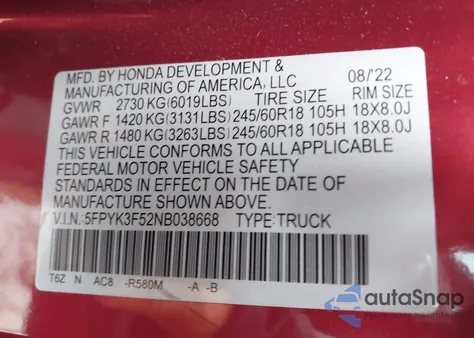 MFD. BY HONDA DEVELOPMENT &
MANUFACTURING OF AMERICA, LLC 08/'22
GVWR 2730 KG(6019LBS) TIRE SIZE RIM SIZE
GAWR F 1420 KG(3131LBS) 245/60R18 105H 18X8.0J
GAWR R 1480 KG(3263LBS) 245/60R18 105H 18X8.0J
THIS VEHICLE CONFORMS TO ALL APPLICABLE
FEDERAL MOTOR VEHICLE SAFETY
STANDARDS IN EFFECT ON THE DATE OF
MANUFACTURE SHOWN ABOVE.
V.I.N.:5FPYK3F52NB038668 TYPE:TRUCK
T6Z N AC8 -R580M -A -B
autoSnap